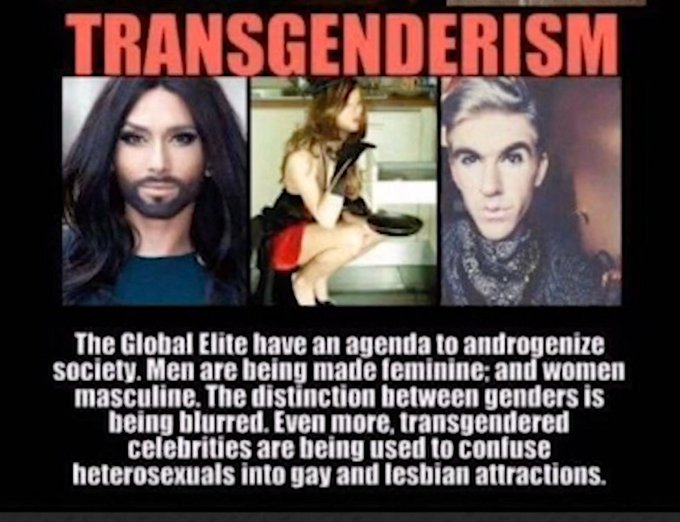 TRANSGENDERISM
The Global Elite have an agenda to androgenize
society. Men are being made feminine; and women
masculine. The distinction between genders is
being blurred. Even more, transgendered
celebrities are being used to confuse
heterosexuals into gay and lesbian attractions.